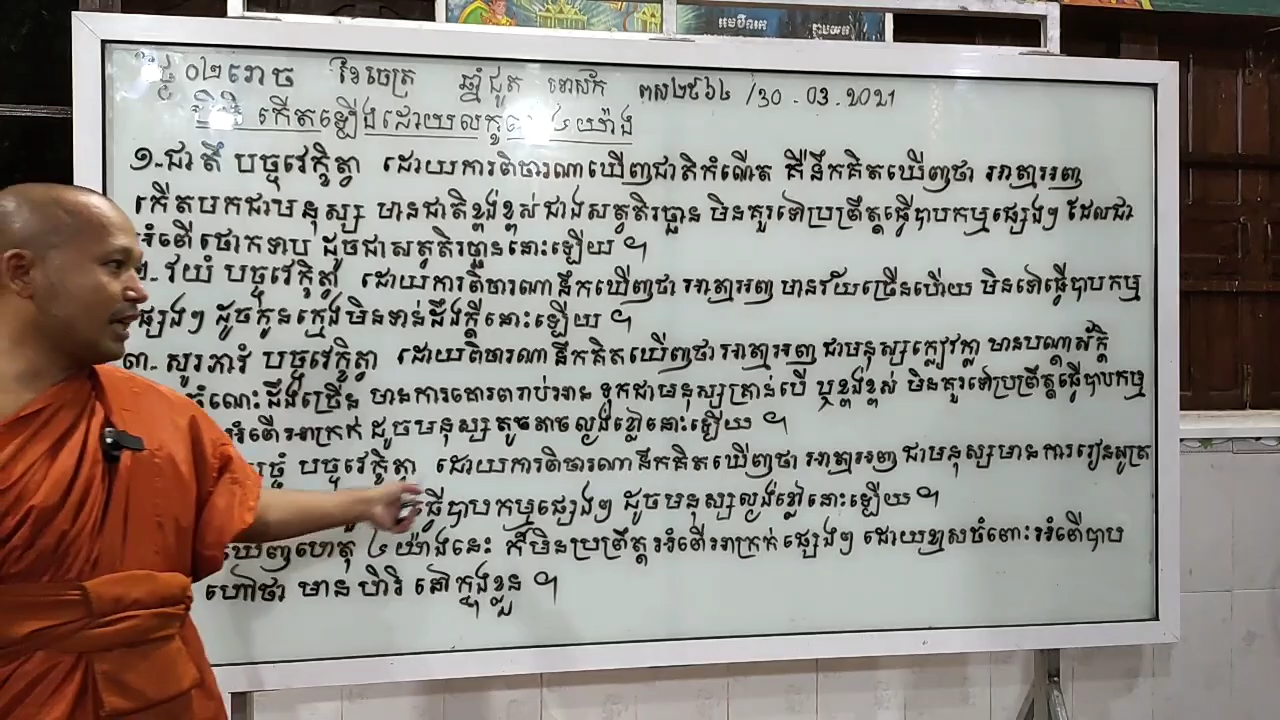 ថ្ងៃ ០២ រោច ខែចេត្រ ឆ្នាំជូត ទោស័ក ពស ២៥៦៤ /30 . 03 . 2021
ហិរិ កើតឡើងដោយលក្ខណៈ ៤ យ៉ាង
១-ជាតឹ បច្ចវេក្ខិត្វា ដោយការពិចារណាឃើញជាតិកំណើត គឺនឹកគិតឃើញថា អាត្មាអញ
កើតមកជាមនុស្ស មានជាតិខ្ពង់ខ្ពស់ជាងសត្វតិរច្ឆាន មិនគួរទៅប្រព្រឹត្តធ្វើបាបកម្មផ្សេងៗ ដែលជា
អំពើថោកទាប ដូចជាសត្វតិរច្ឆាននោះឡើយ ។
២- វយំ បច្ចវេក្ខិត្វា ដោយការពិចារណានឹកឃើញថា អាត្មាអញ មានវ័យច្រើនហើយ មិនទៅធ្វើបាបកម្ម
ផ្សេងៗ ដូចកូនក្មេងមិនទាន់ដឹងក្តីនោះឡើយ ។
៣- សូរភាវំ បច្ចវេក្ខិត្វា ដោយពិចារណា នឹកគិតឃើញថា អាត្មាអញ ជាមនុស្សក្លៀវក្លា មានបណ្តាស័ក្តិ
ចំណេះដឹងច្រើន មានការគោរពរាប់អាន ទុកជាមនុស្សគ្រាន់បើ ឬខ្ពង់ខ្ពស់ មិនគួរទៅប្រព្រឹត្តធ្វើបាបកម្ម
អំពើអាក្រក់ ដូចមនុស្សតូចតាចល្ងង់ខ្លៅនោះឡើយ ។
បច្ចវេក្ខិត្វា ដោយការពិចារណានឹកគិតឃើញថា អាត្មាអញ ជាមនុស្សមានការរៀនសូត្រ
ធ្វើបាបកម្មផ្សេងៗ ដូចមនុស្សល្ងង់ខ្លៅនោះឡើយ ។
ឃើញហេតុ ៤ យ៉ាងនេះ ក៏មិនប្រព្រឹត្តអំពើអាក្រក់ផ្សេងៗ ដោយខ្មាសចំពោះអំពើបាប
ហៅថា មាន ហិរិ នៅក្នុងខ្លួន ។